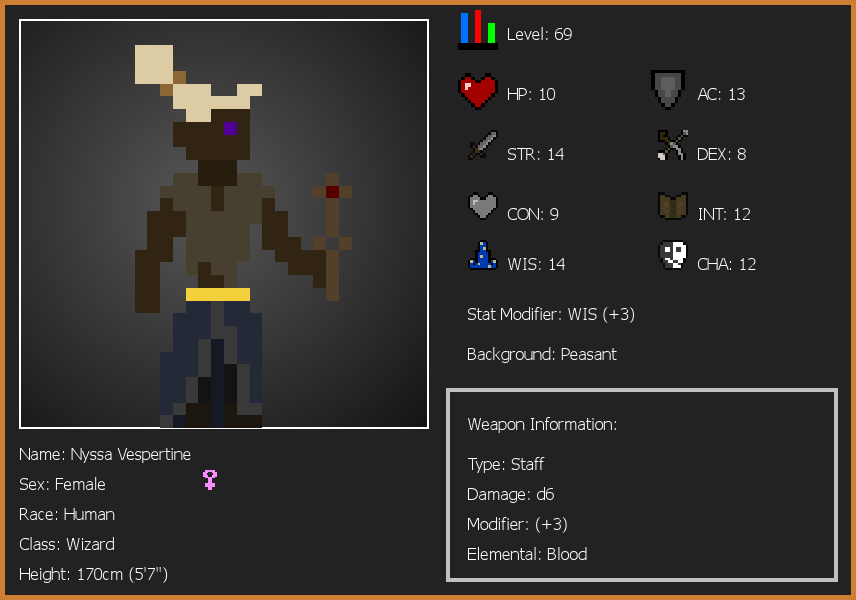 Level: 69
HP: 10
AC: 13
STR: 14
DEX: 8
CON: 9
INT: 12
WIS: 14
CHA: 12
Stat Modifier: WIS (+3)
Background: Peasant
Weapon Information:
Type: Staff
Damage: d6
Modifier: (+3)
Elemental: Blood
Name: Nyssa Vespertine
Sex: Female
Race: Human
Class: Wizard
Height: 170cm (5'7")